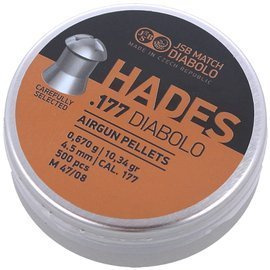 JSB MATCH
DIABOLO
MADE IN CZECH REPUBLIC
CAREFULLY
SELECTED
HADES
.177 DIABOLO
AIRGUN PELLETS
0,670 g | 10,34 gr
4.5 mm | CAL. 177
500 pcs
M 47/08